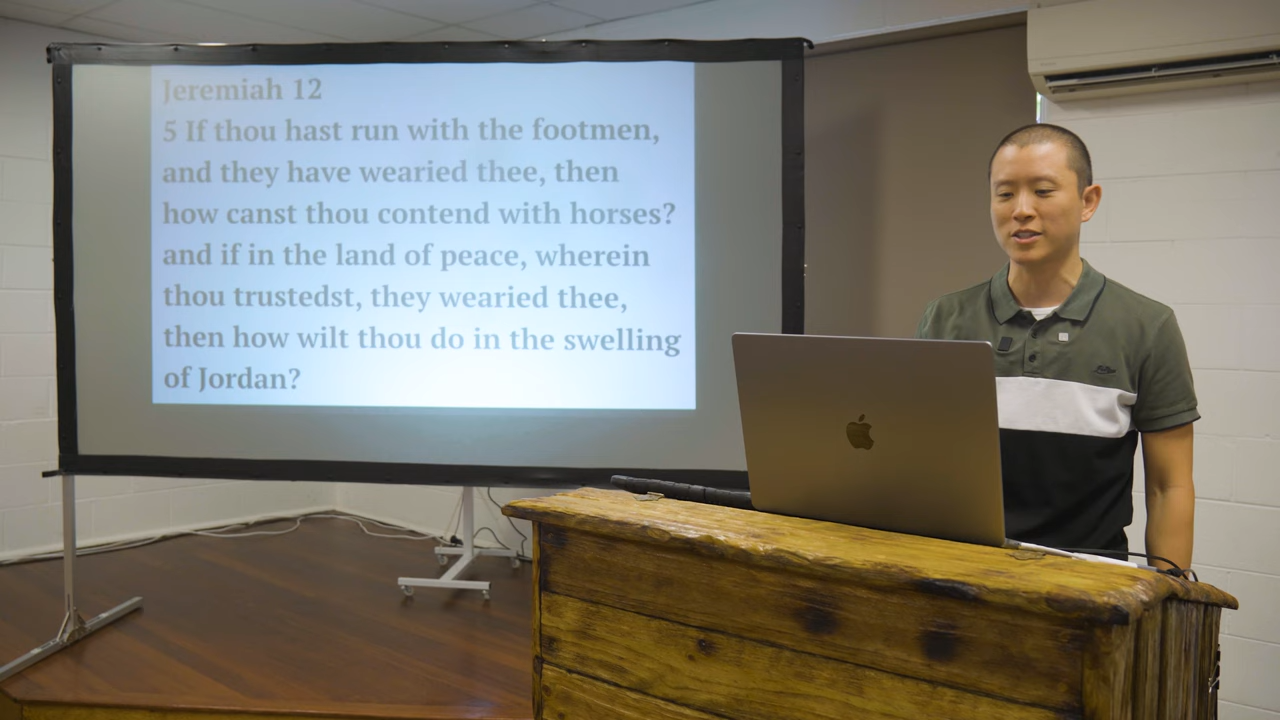 Jeremiah 12
5 If thou hast run with the footmen,
and they have wearied thee, then
how canst thou contend with horses?
and if in the land of peace, wherein
thou trustedst, they wearied thee,
then how wilt thou do in the swelling
of Jordan?